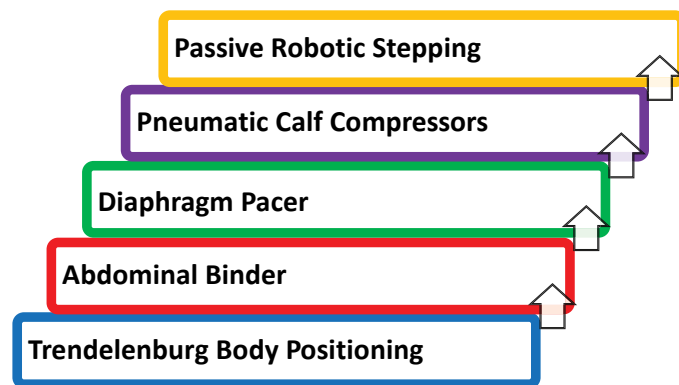 Passive Robotic Stepping
Pneumatic Calf Compressors
Diaphragm Pacer
Abdominal Binder
Trendelenburg Body Positioning